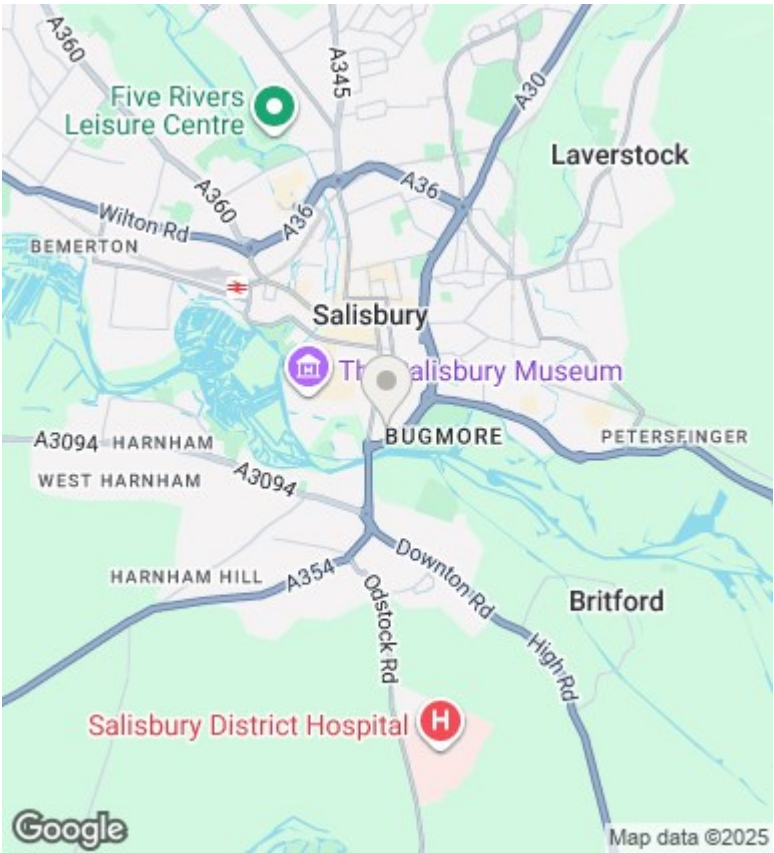 A360
A345
Five Rivers
Leisure Centre
A30
Laverstock
A360
A36
Wilton Rd
A36
BEMERTON
Salisbury
The Salisbury Museum
A3094
HARNHAM
BUGMORE
PETERSFINGER
WEST HARNHAM
A3094
HARNHAM HILL
A354
Downton Rd
Odstock Rd
Britford
High Rd
Salisbury District Hospital
H
Google
Map data ©2025